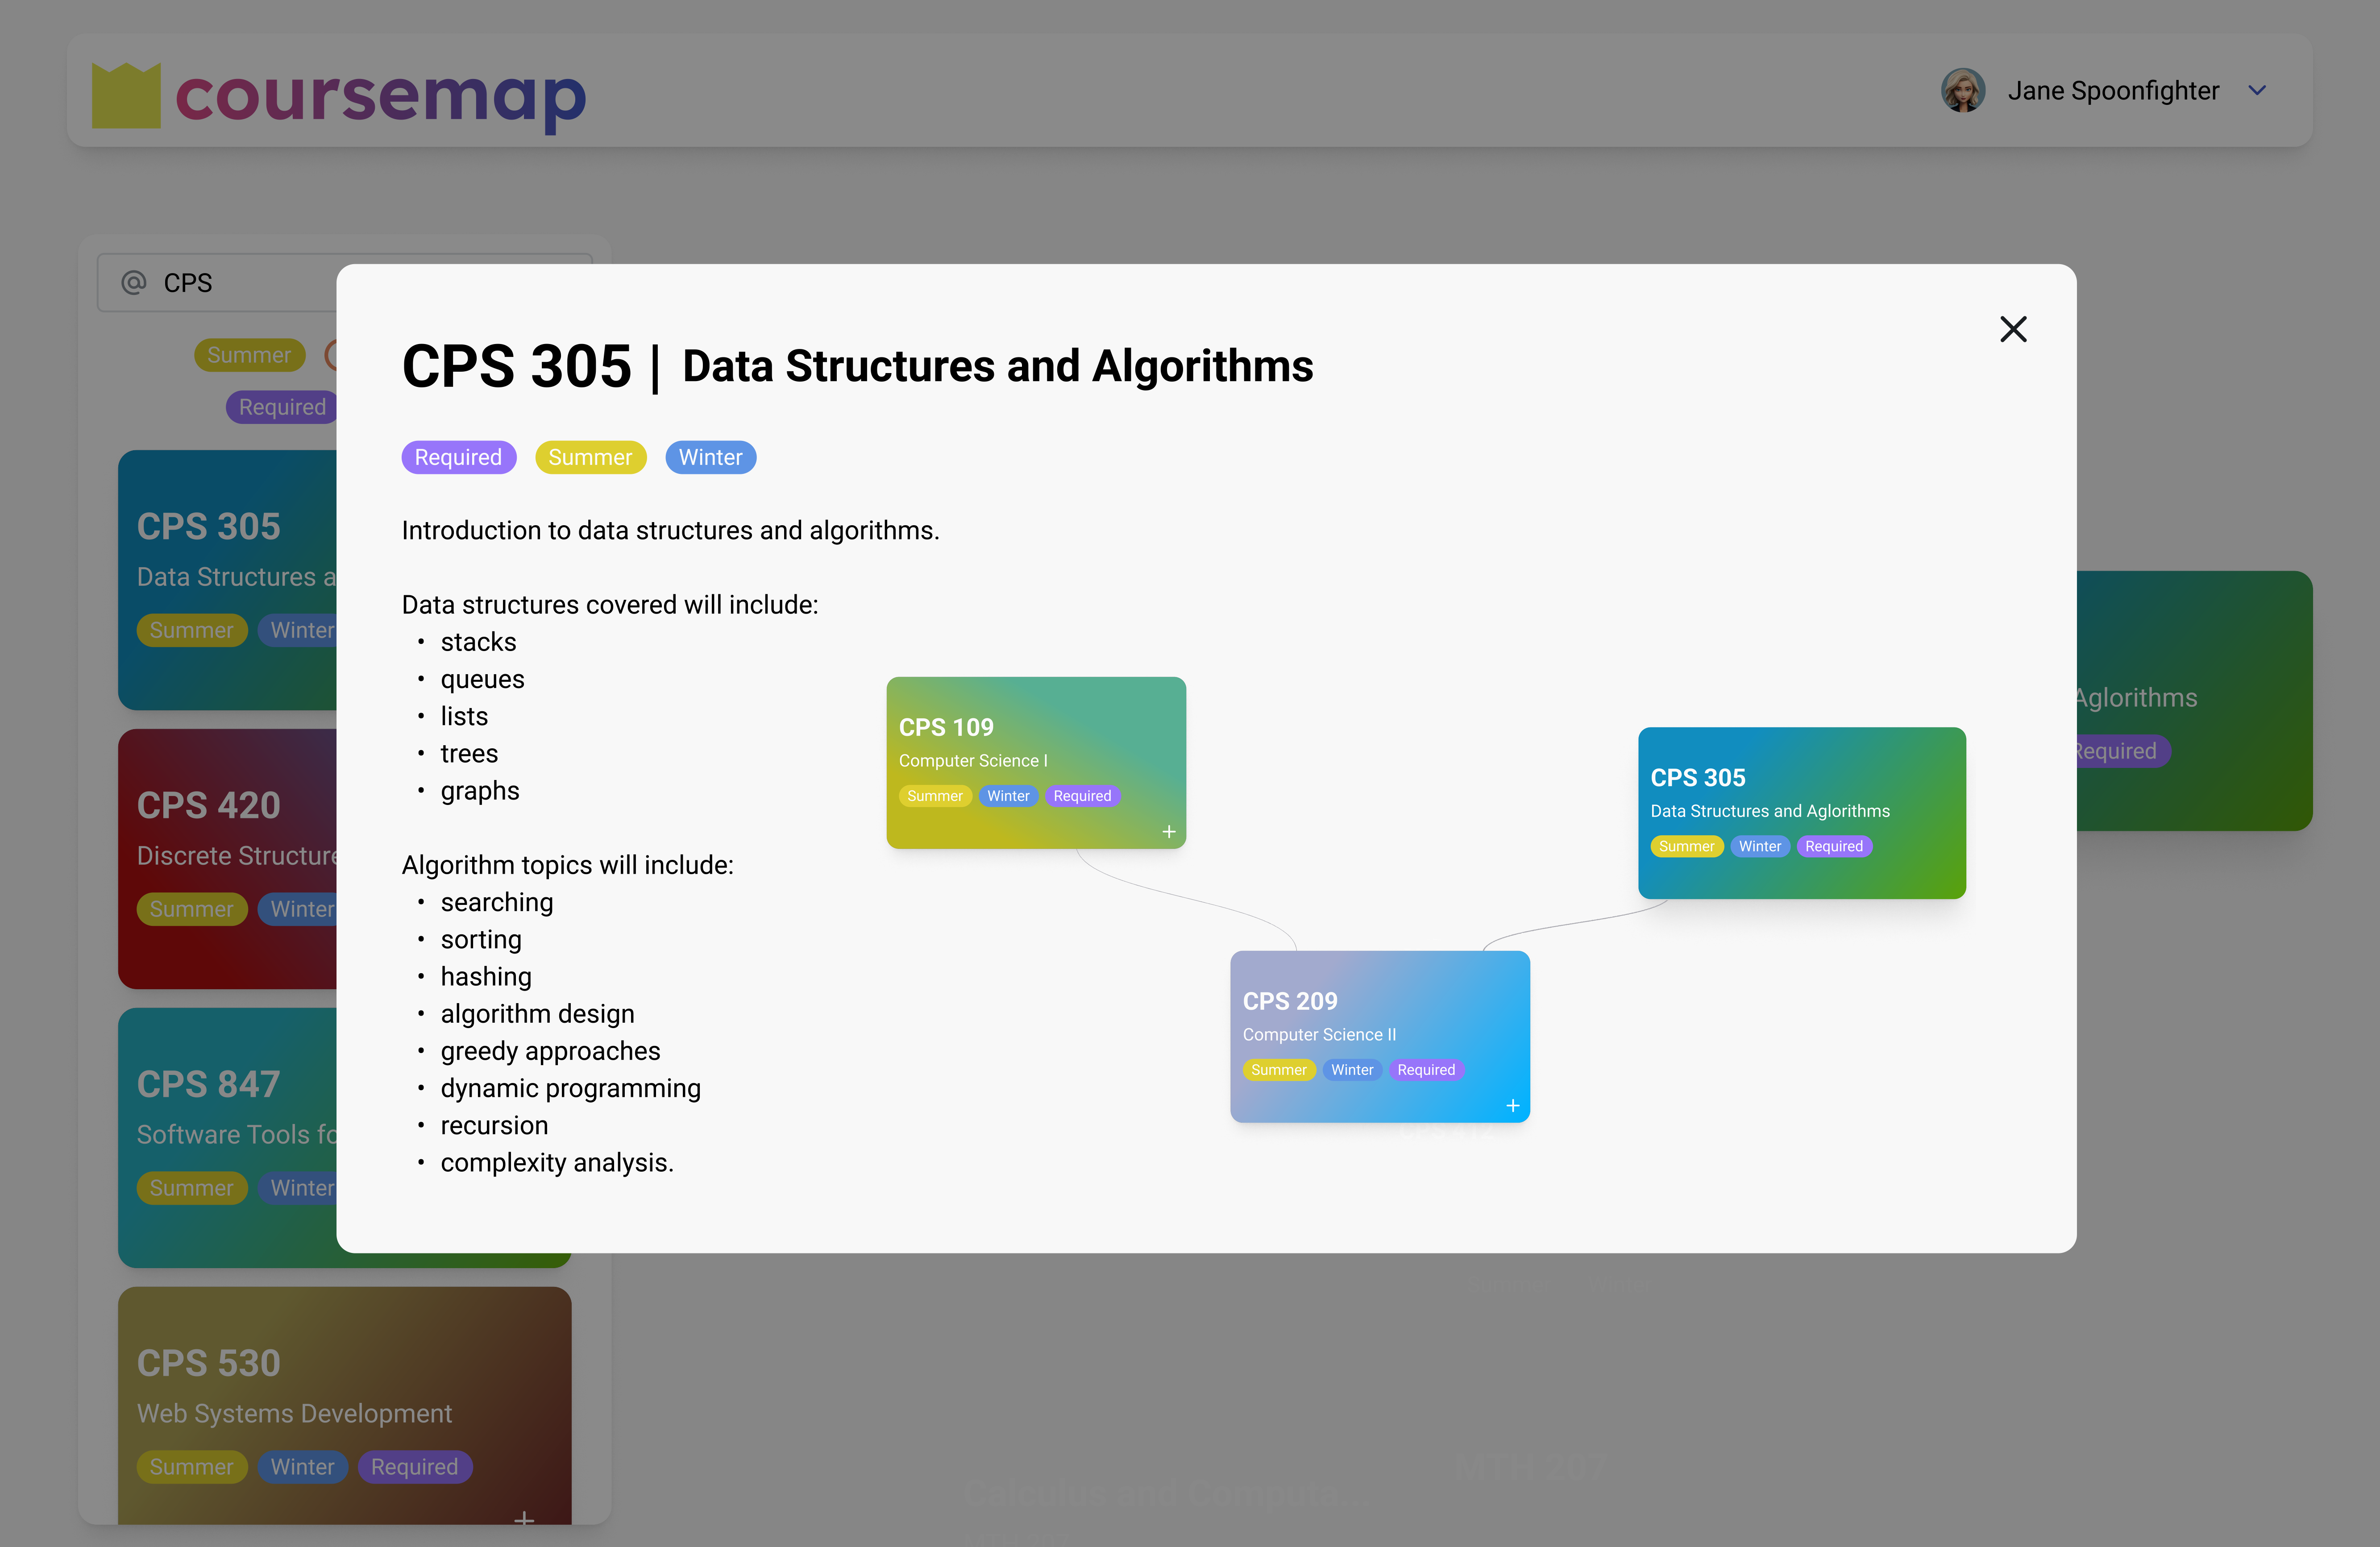 coursemap
Jane Spoonfighter
CPS
Summer
Required
CPS 305
Data Structures a
Summer Winter
CPS 420
Discrete Structure
Summer Winter
CPS 847
Software Tools fo
Summer Winter
CPS 530
Web Systems Development
Summer Winter Required
+
CPS 305 | Data Structures and Algorithms
Required Summer Winter
Introduction to data structures and algorithms.
Data structures covered will include:
• stacks
• queues
• lists
• trees
• graphs
Algorithm topics will include:
• searching
• sorting
• hashing
• algorithm design
• greedy approaches
• dynamic programming
• recursion
• complexity analysis.
CPS 109
Computer Science I
Summer Winter Required
+
CPS 209
Computer Science II
Summer Winter Required
+
CPS 305
Data Structures and Aglorithms
Summer Winter Required
Aglorithms
Required
MTH 207
Calculus and Computa